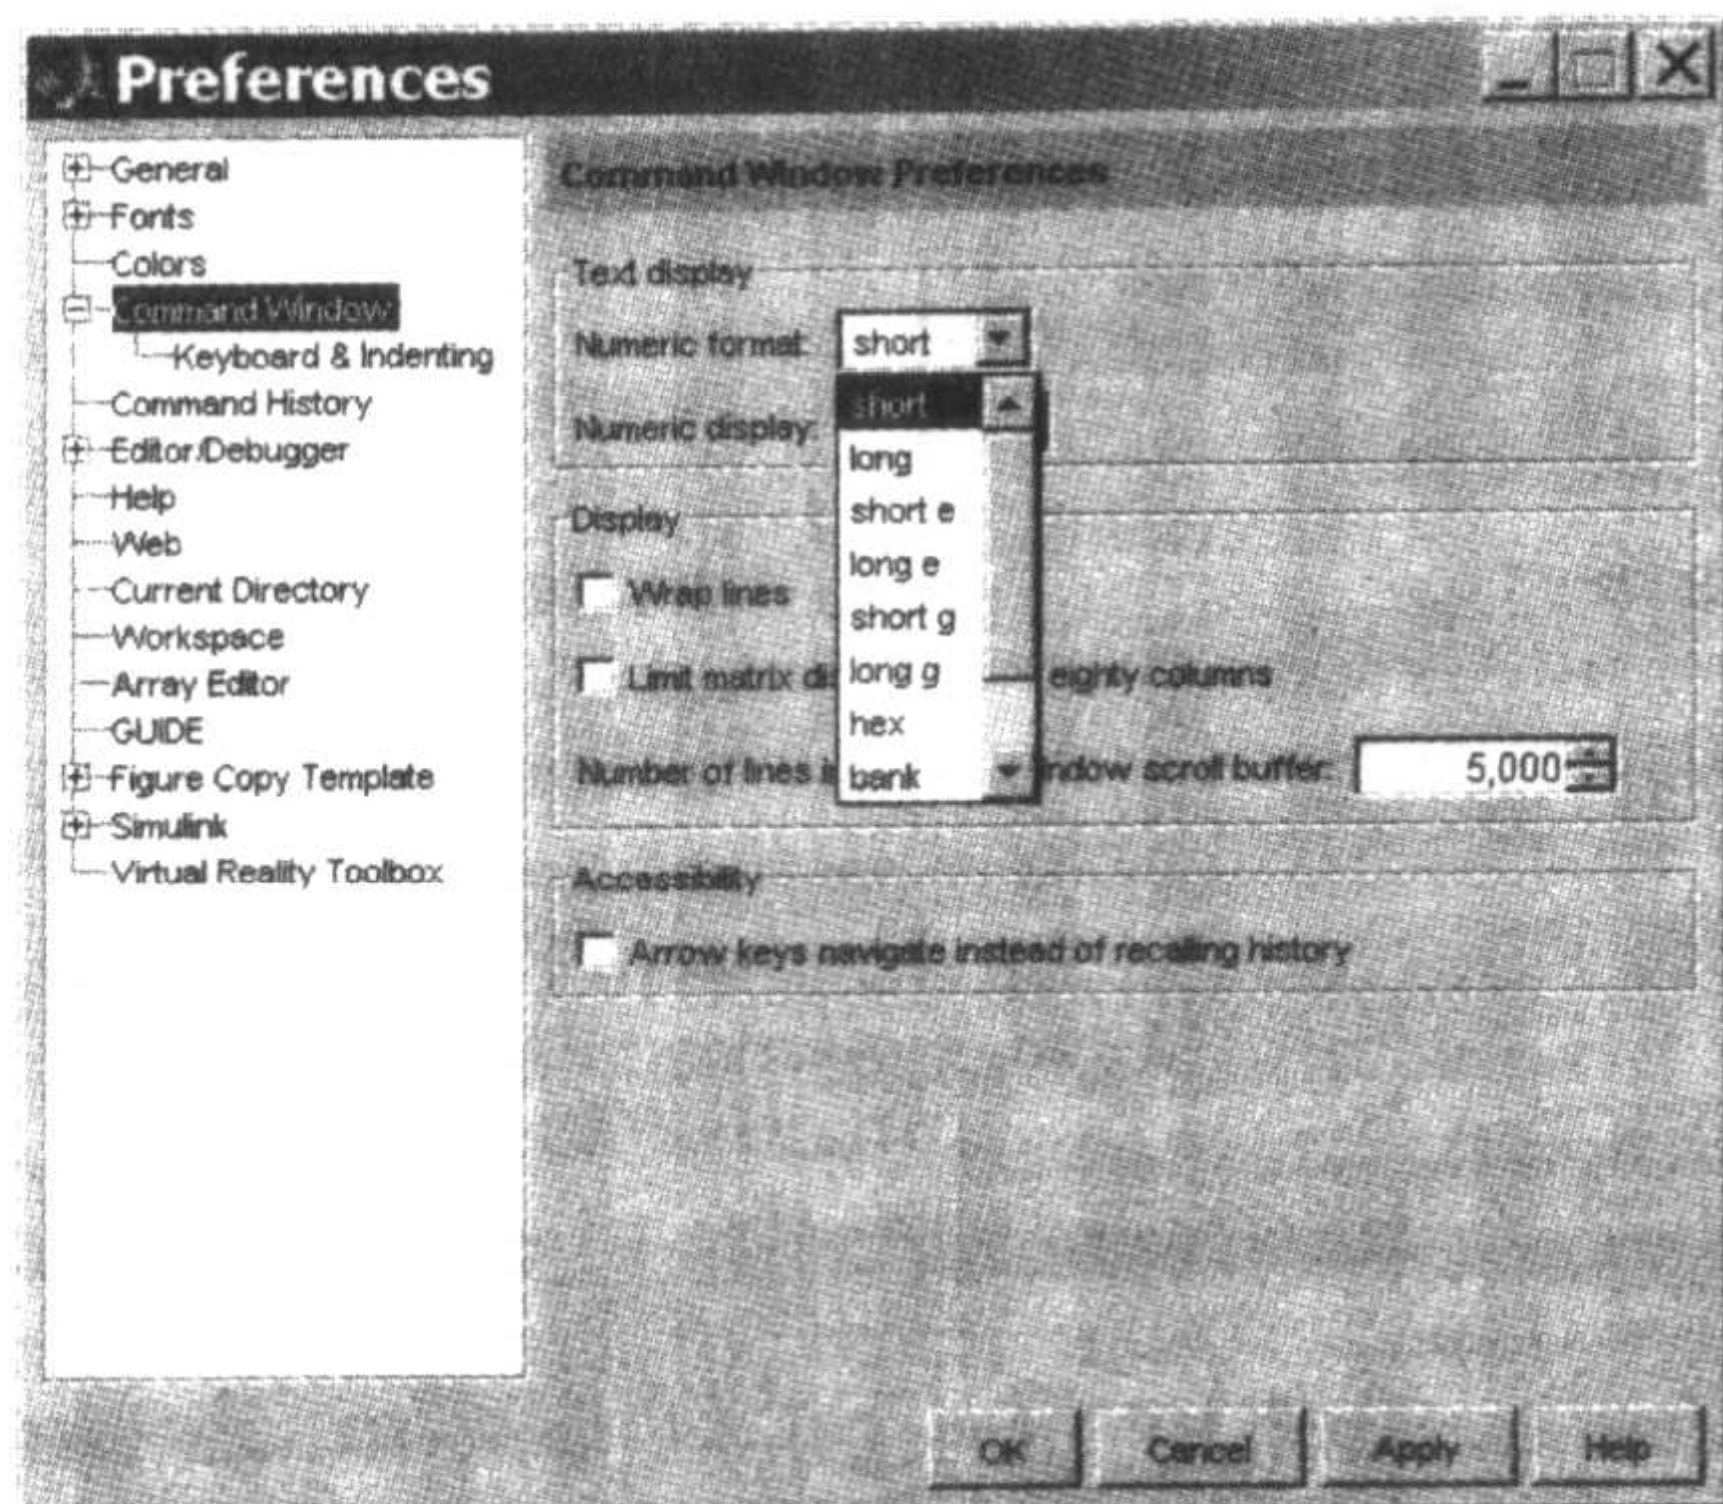 Preferences
General
Fonts
Colors
Command Window
Keyboard & Indenting
Command History
Editor/Debugger
Help
Web
Current Directory
Workspace
Array Editor
GUIDE
Figure Copy Template
Simulink
Virtual Reality Toolbox
Command Window Preferences
Text display
Numeric format: short
short
Numeric display:
long
short e
long e
short g
long g
hex
bank
Display
Wrap lines
Limit matrix di eighty columns
Number of lines i ndow scroll buffer: 5,000
Accessibility
Arrow keys navigate instead of recalling history
OK Cancel Apply Help